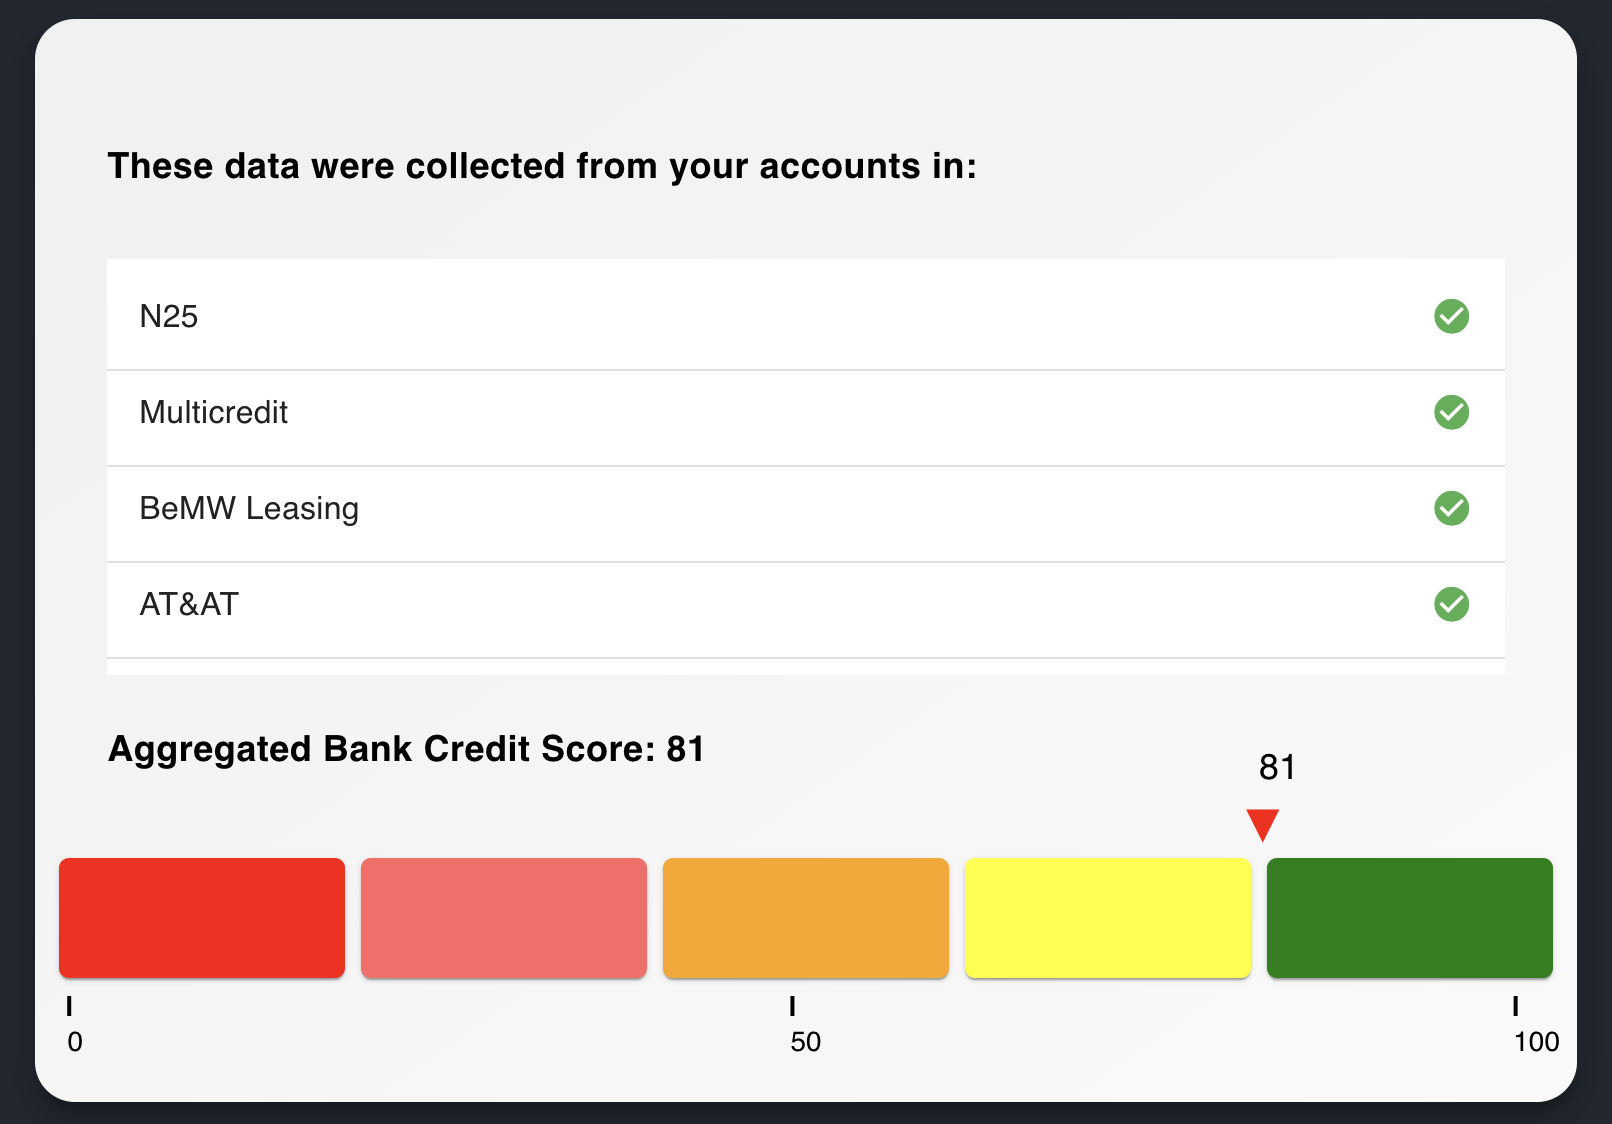 These data were collected from your accounts in:
N25
Multicredit
BeMW Leasing
AT&AT
Aggregated Bank Credit Score: 81
81
0
50
100